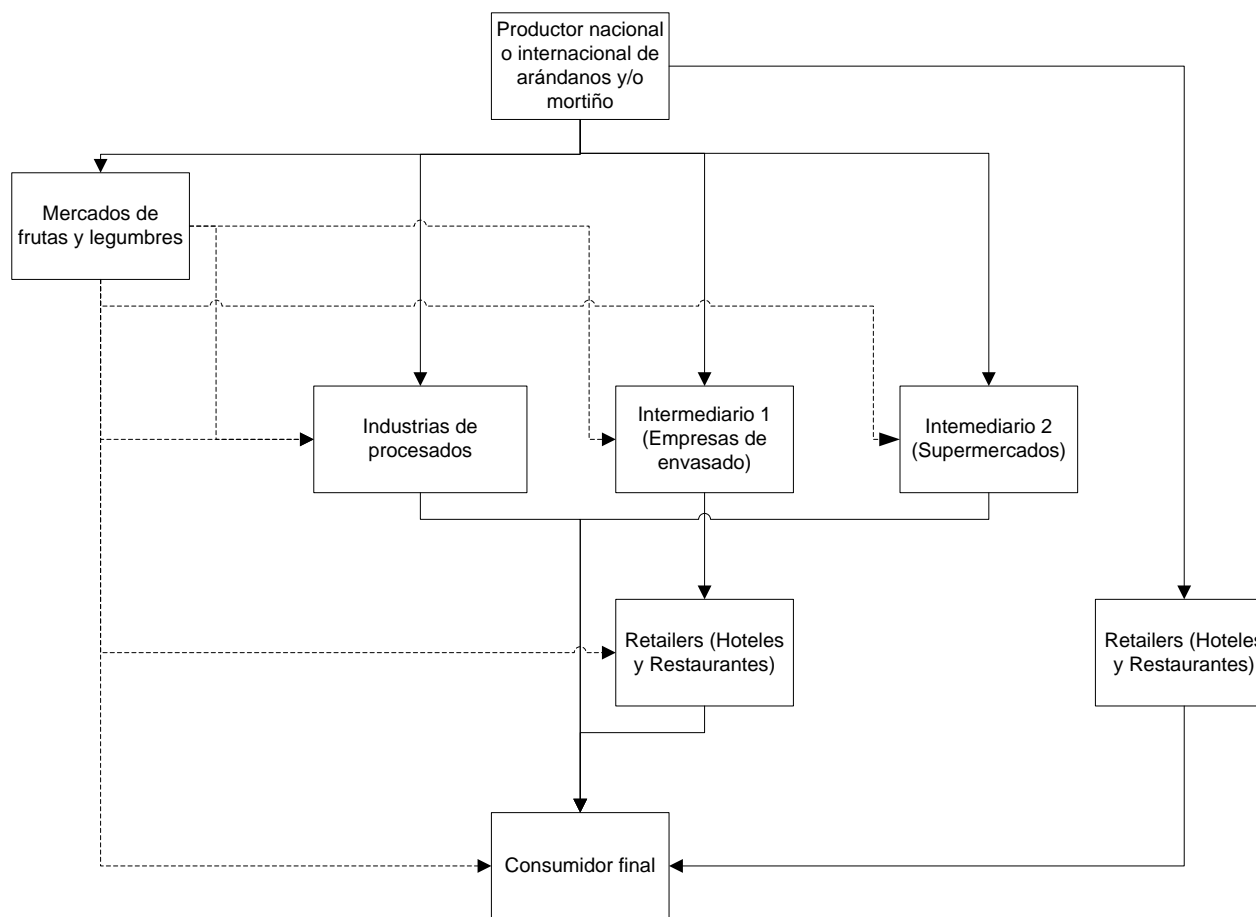 Productor nacional
o internacional de
arándanos y/o
mortiño
Mercados de
frutas y legumbres
Industrias de
procesados
Intermediario 1
(Empresas de
envasado)
Intemediario 2
(Supermercados)
Retailers (Hoteles
y Restaurantes)
Retailers (Hoteles
y Restaurantes)
Consumidor final